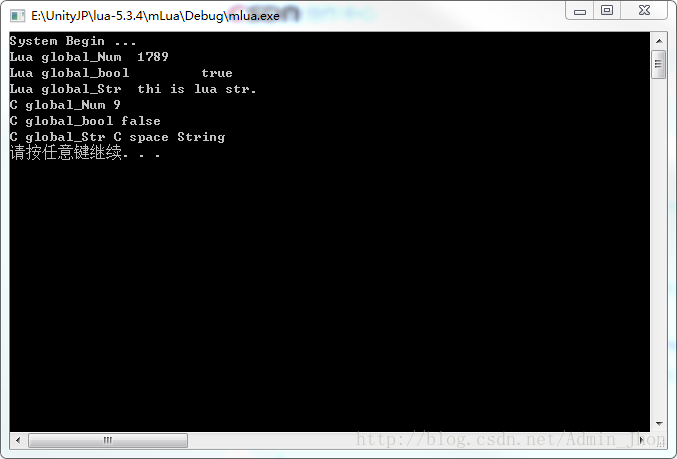 E:\UnityJP\lua-5.3.4\mLua\Debug\mlua.exe
System Begin ...
Lua global_Num  1789
Lua global_bool         true
Lua global_Str  thi is lua str.
C global_Num 9
C global_bool false
C global_Str C space String
请按任意键继续. . .
http://blog.csdn.net/Admin_Jhon